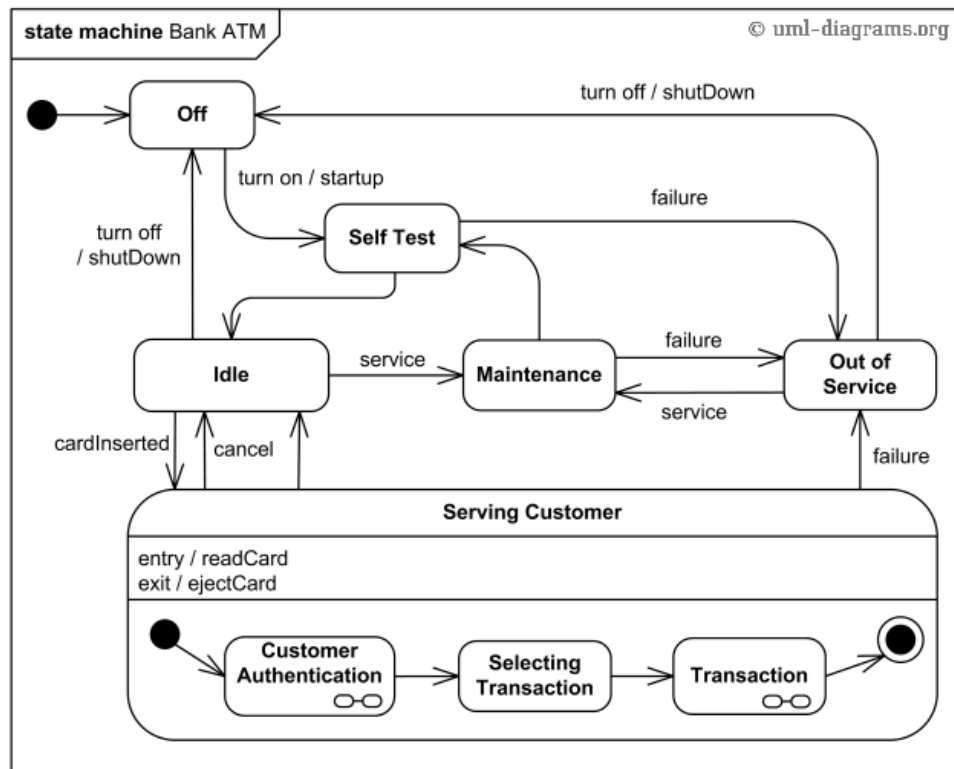 state machine Bank ATM
© uml-diagrams.org
turn off / shutDown
Off
turn on / startup
failure
turn off
/ shutDown
Self Test
Idle
service
Maintenance
failure
service
Out of
Service
cardInserted
cancel
failure
Serving Customer
entry / readCard
exit / ejectCard
Customer
Authentication
Selecting
Transaction
Transaction